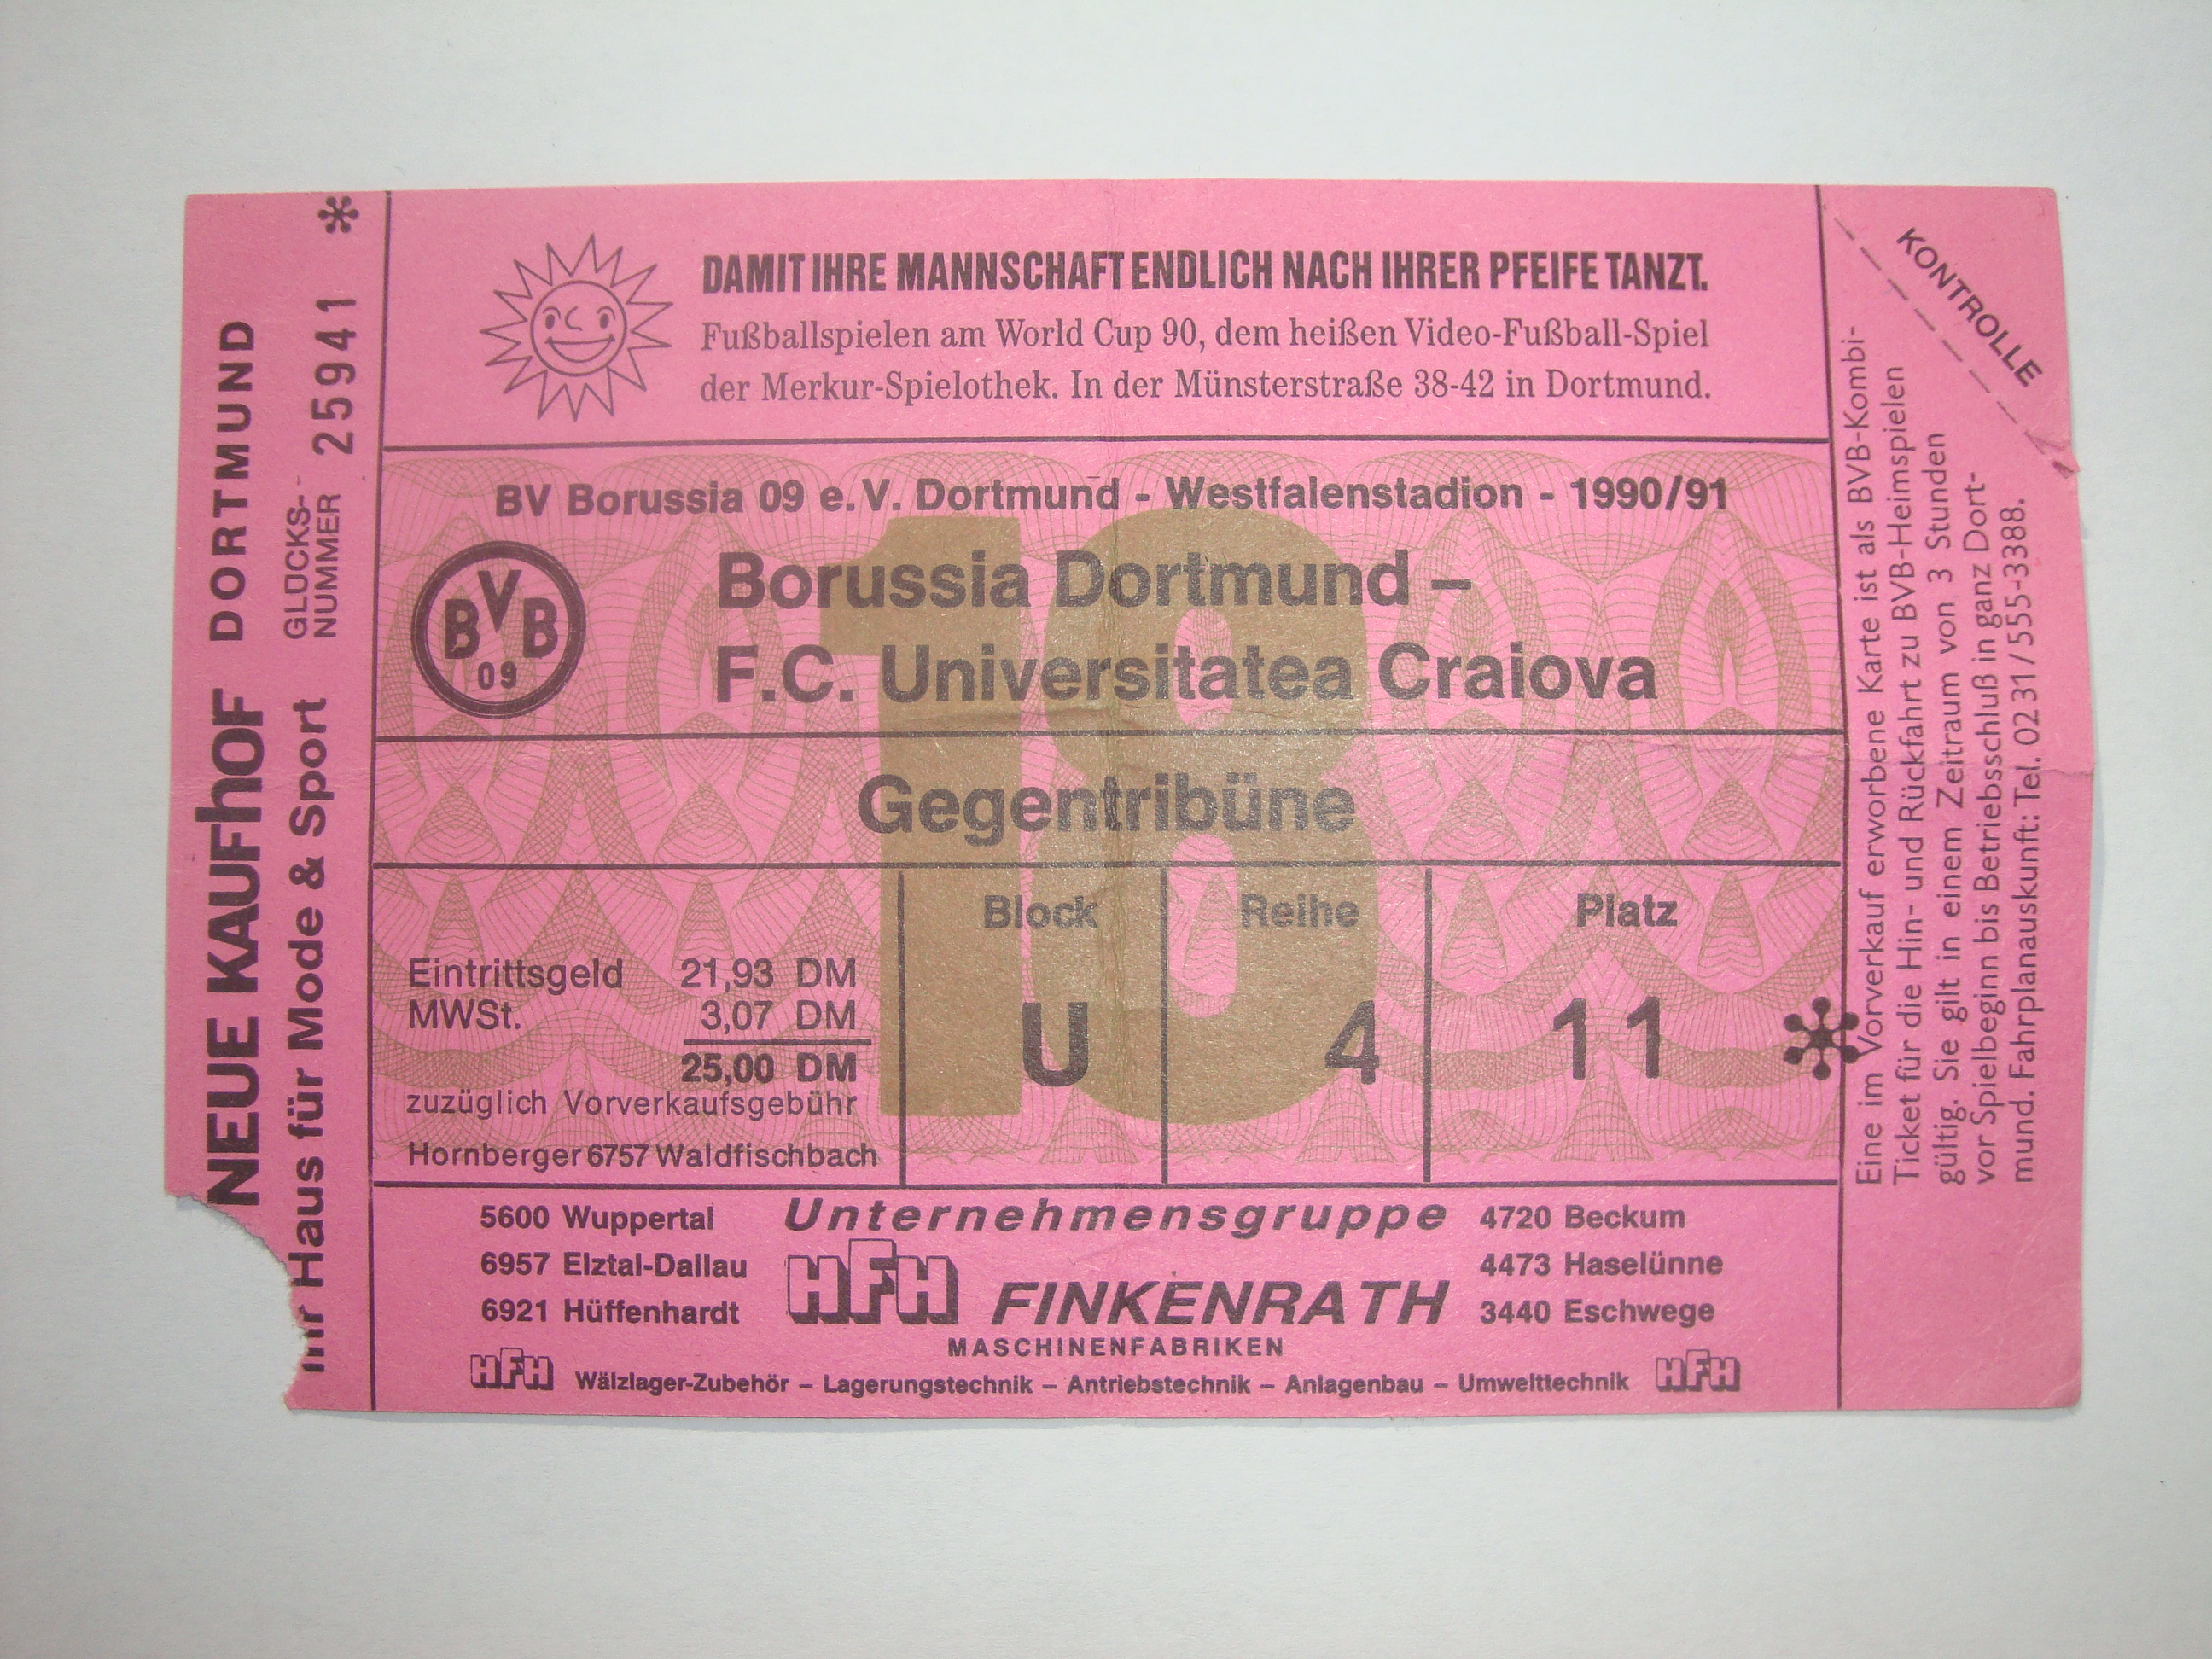 NEUE KAUFhOF DORTMUND
Ihr Haus für Mode & Sport
GLÜCKS-
NUMMER 25941 *
DAMIT IHRE MANNSCHAFT ENDLICH NACH IHRER PFEIFE TANZT.
Fußballspielen am World Cup 90, dem heißen Video-Fußball-Spiel
der Merkur-Spielothek. In der Münsterstraße 38-42 in Dortmund.
BV Borussia 09 e.V. Dortmund - Westfalenstadion - 1990/91
BVB
09
Borussia Dortmund –
F.C. Universitatea Craiova
18
Gegentribüne
Block Reihe Platz
U 4 11 *
Eintrittsgeld 21,93 DM
MWSt. 3,07 DM
25,00 DM
zuzüglich Vorverkaufsgebühr
Hornberger 6757 Waldfischbach
5600 Wuppertal
6957 Elztal-Dallau
6921 Hüffenhardt
Unternehmensgruppe
HFH FINKENRATH
MASCHINENFABRIKEN
4720 Beckum
4473 Haselünne
3440 Eschwege
HFH Wälzlager-Zubehör – Lagerungstechnik – Antriebstechnik – Anlagenbau – Umwelttechnik HFH
KONTROLLE
Eine im Vorverkauf erworbene Karte ist als BVB-Kombi-
Ticket für die Hin- und Rückfahrt zu BVB-Heimspielen
gültig. Sie gilt in einem Zeitraum von 3 Stunden
vor Spielbeginn bis Betriebsschluß in ganz Dort-
mund. Fahrplanauskunft: Tel. 0231/555-3388.